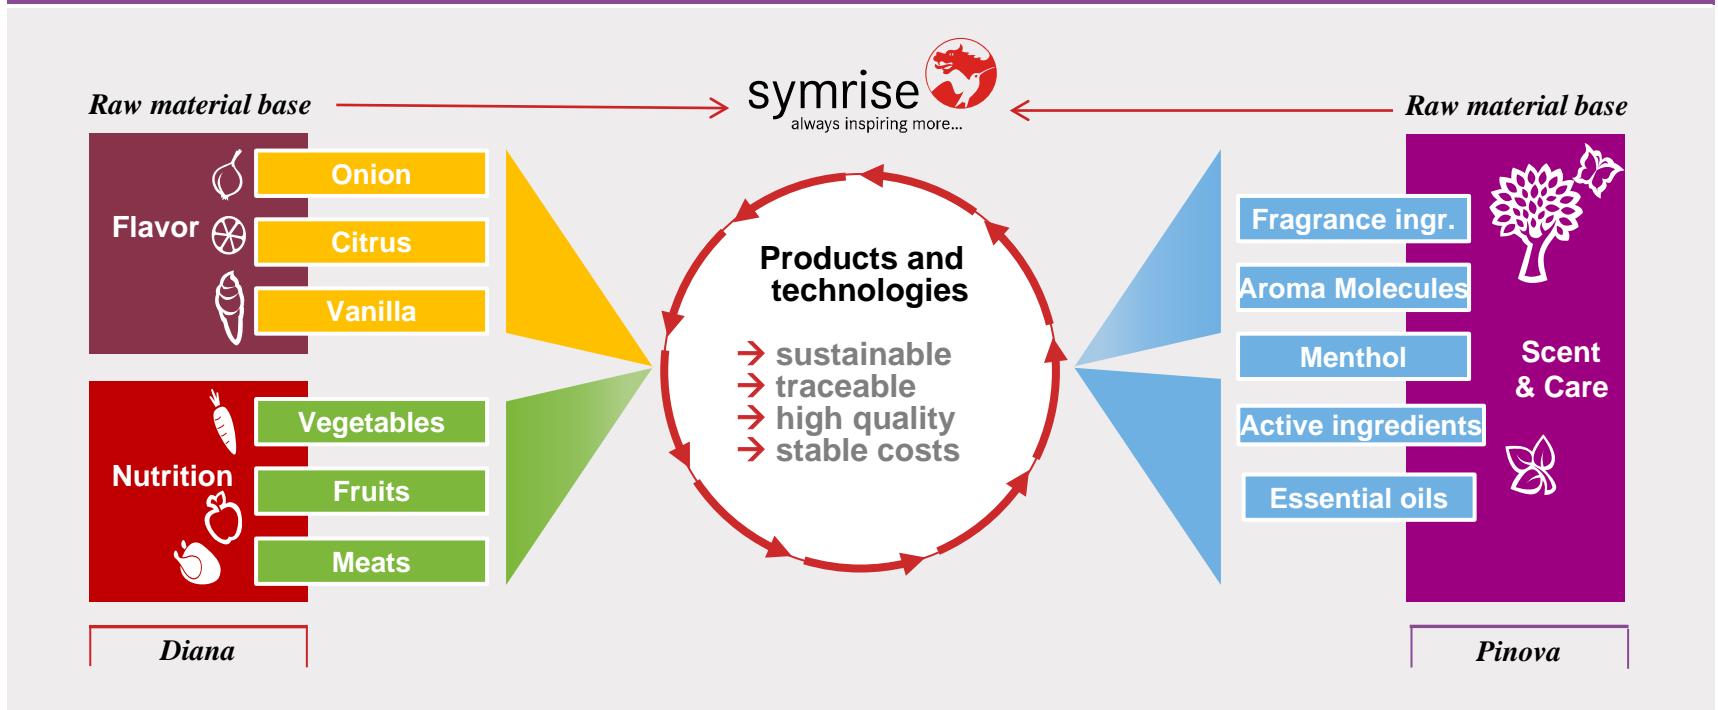 symrise
always inspiring more...
Raw material base
Raw material base
Flavor
Onion
Citrus
Vanilla
Nutrition
Vegetables
Fruits
Meats
Diana
Products and
technologies
→ sustainable
→ traceable
→ high quality
→ stable costs
Fragrance ingr.
Aroma Molecules
Menthol
Active ingredients
Essential oils
Scent
& Care
Pinova